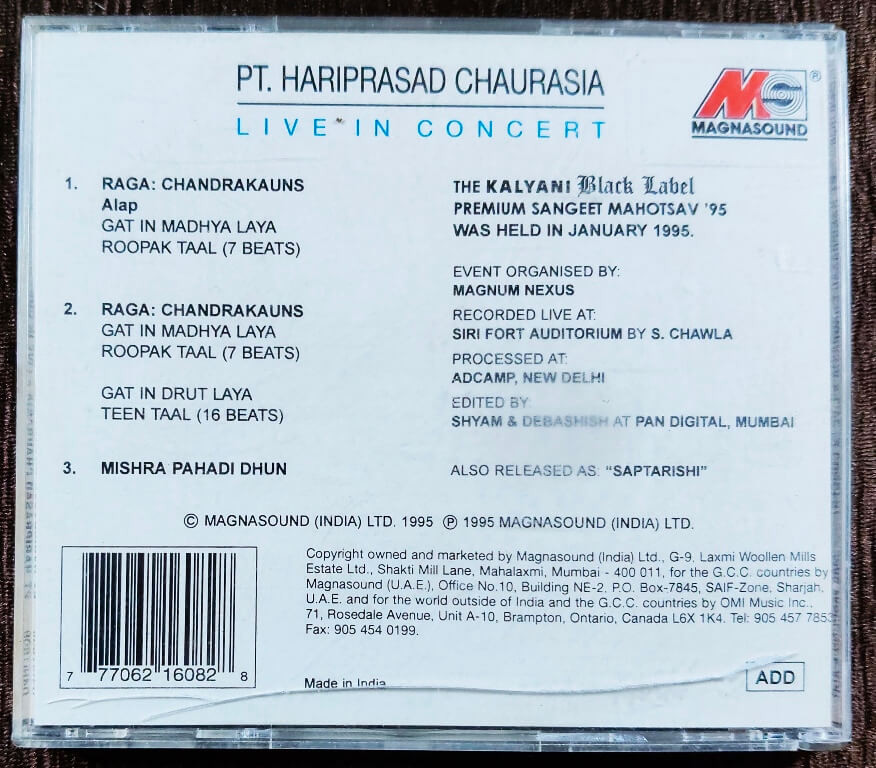 PT. HARIPRASAD CHAURASIA
LIVE IN CONCERT
MAGNASOUND ®
1. RAGA: CHANDRAKAUNS
Alap
GAT IN MADHYA LAYA
ROOPAK TAAL (7 BEATS)
2. RAGA: CHANDRAKAUNS
GAT IN MADHYA LAYA
ROOPAK TAAL (7 BEATS)
GAT IN DRUT LAYA
TEEN TAAL (16 BEATS)
3. MISHRA PAHADI DHUN
THE KALYANI Black Label
PREMIUM SANGEET MAHOTSAV '95
WAS HELD IN JANUARY 1995.
EVENT ORGANISED BY:
MAGNUM NEXUS
RECORDED LIVE AT:
SIRI FORT AUDITORIUM BY S. CHAWLA
PROCESSED AT:
ADCAMP, NEW DELHI
EDITED BY:
SHYAM & DEBASHISH AT PAN DIGITAL, MUMBAI
ALSO RELEASED AS: "SAPTARISHI"
© MAGNASOUND (INDIA) LTD. 1995 ℗ 1995 MAGNASOUND (INDIA) LTD.
Copyright owned and marketed by Magnasound (India) Ltd., G-9, Laxmi Woollen Mills
Estate Ltd., Shakti Mill Lane, Mahalaxmi, Mumbai - 400 011, for the G.C.C. countries by
Magnasound (U.A.E.), Office No.10, Building NE-2, P.O. Box-7845, SAIF-Zone, Sharjah,
U.A.E. and for the world outside of India and the G.C.C. countries by OMI Music Inc.,
71, Rosedale Avenue, Unit A-10, Brampton, Ontario, Canada L6X 1K4. Tel: 905 457 7853
Fax: 905 454 0199.
7 77062 16082 8
Made in India
ADD